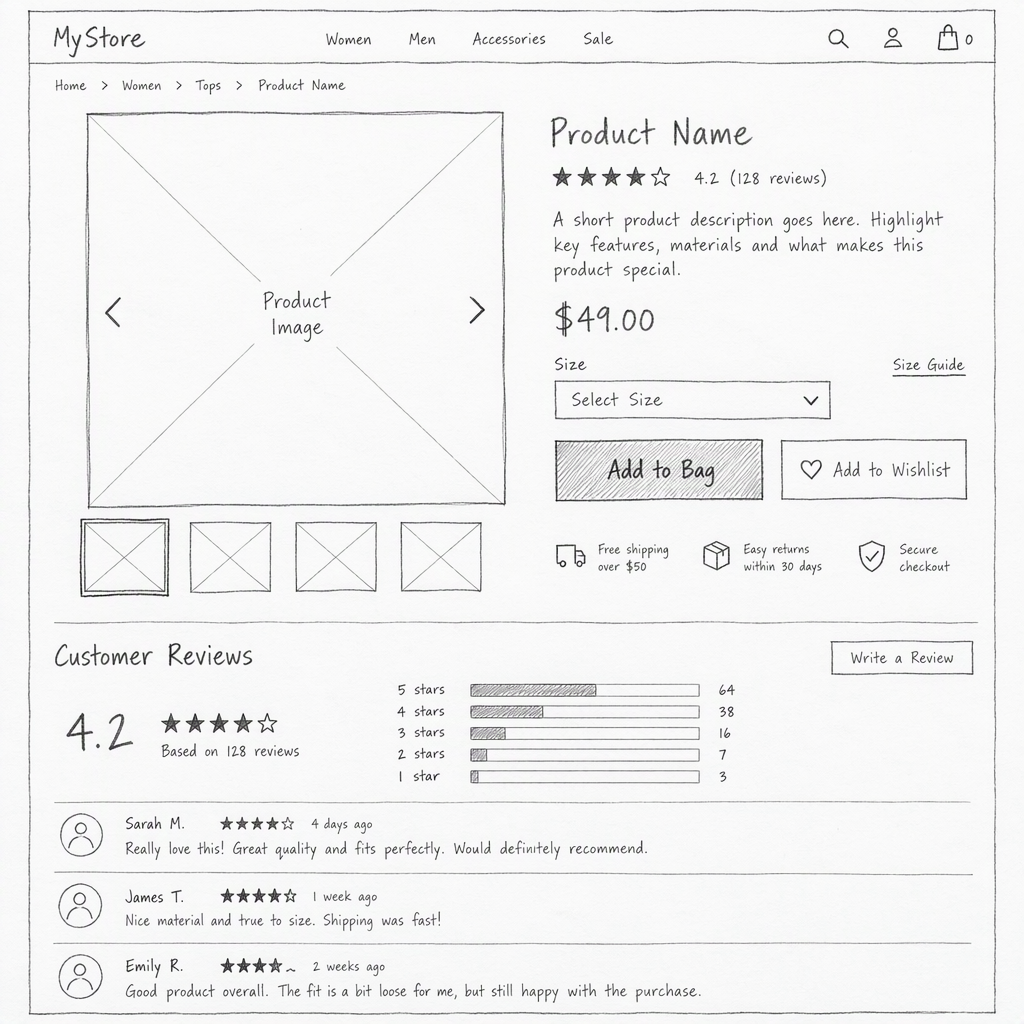 MyStore
Women Men Accessories Sale
0
Home > Women > Tops > Product Name
Product
Image
Product Name
4.2 (128 reviews)
A short product description goes here. Highlight
key features, materials and what makes this
product special.
$49.00
Size
Size Guide
Select Size
Add to Bag
Add to Wishlist
Free shipping
over $50
Easy returns
within 30 days
Secure
checkout
Customer Reviews
Write a Review
4.2
Based on 128 reviews
5 stars 64
4 stars 38
3 stars 16
2 stars 7
1 star 3
Sarah M. 4 days ago
Really love this! Great quality and fits perfectly. Would definitely recommend.
James T. 1 week ago
Nice material and true to size. Shipping was fast!
Emily R. 2 weeks ago
Good product overall. The fit is a bit loose for me, but still happy with the purchase.